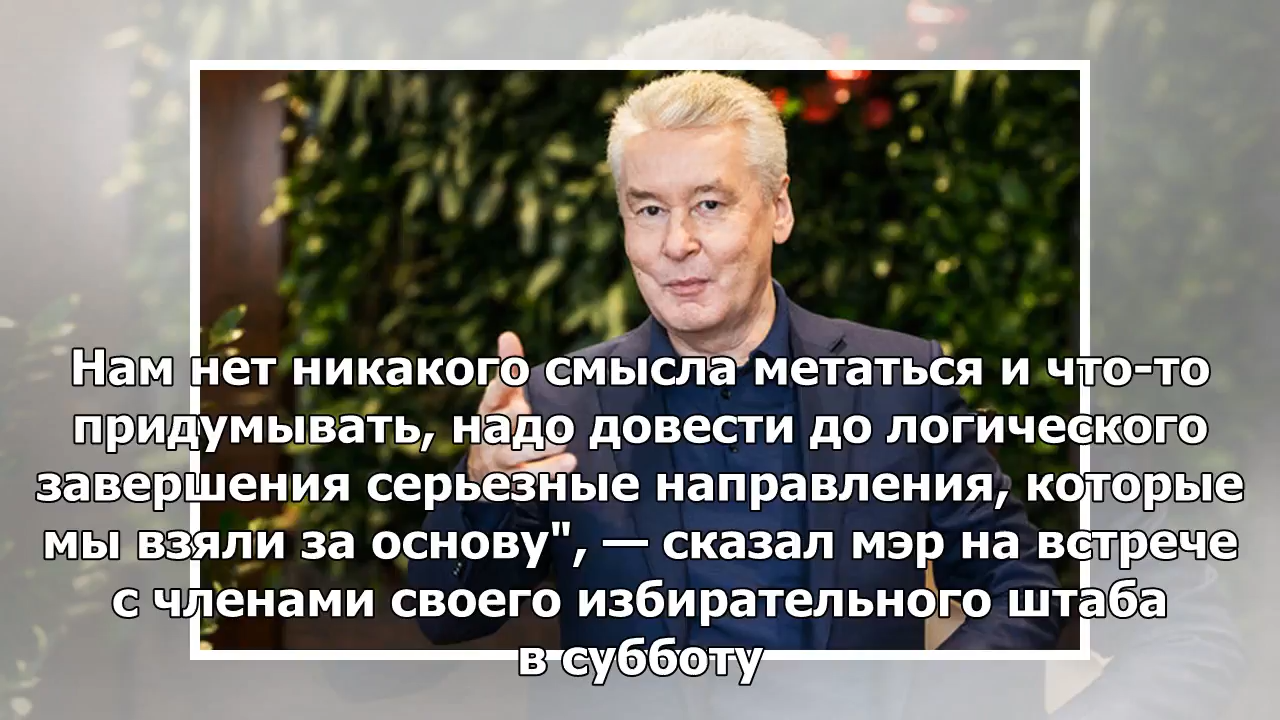 Нам нет никакого смысла метаться и что-то
придумывать, надо довести до логического
завершения серьезные направления, которые
мы взяли за основу", — сказал мэр на встрече
с членами своего избирательного штаба
в субботу